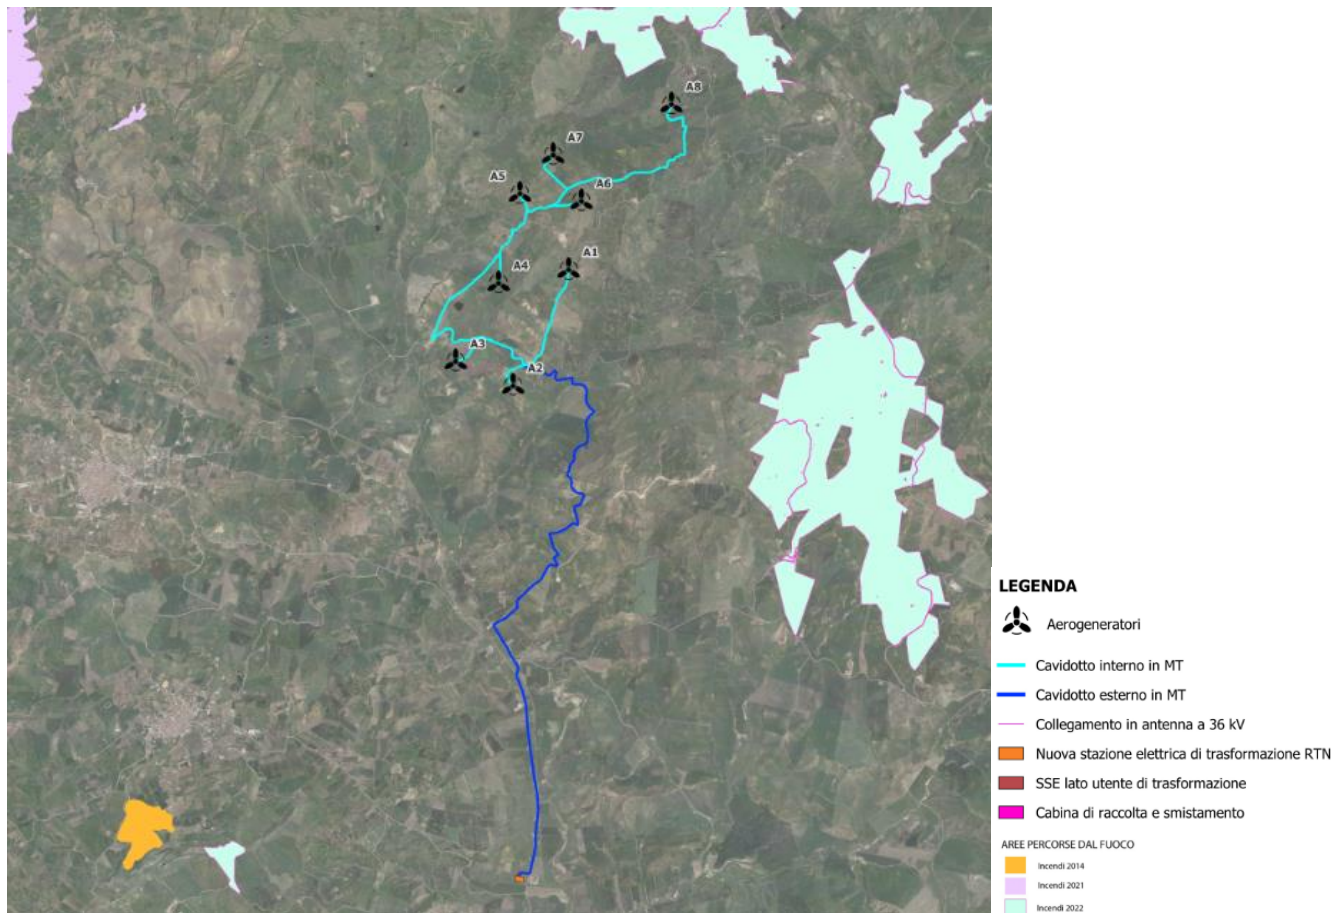 A8
A7
A5
A6
A1
A4
A3
A2
LEGENDA
Aerogeneratori
Cavidotto interno in MT
Cavidotto esterno in MT
Collegamento in antenna a 36 kV
Nuova stazione elettrica di trasformazione RTN
SSE lato utente di trasformazione
Cabina di raccolta e smistamento
AREE PERCORSE DAL FUOCO
Incendi 2014
Incendi 2021
Incendi 2022